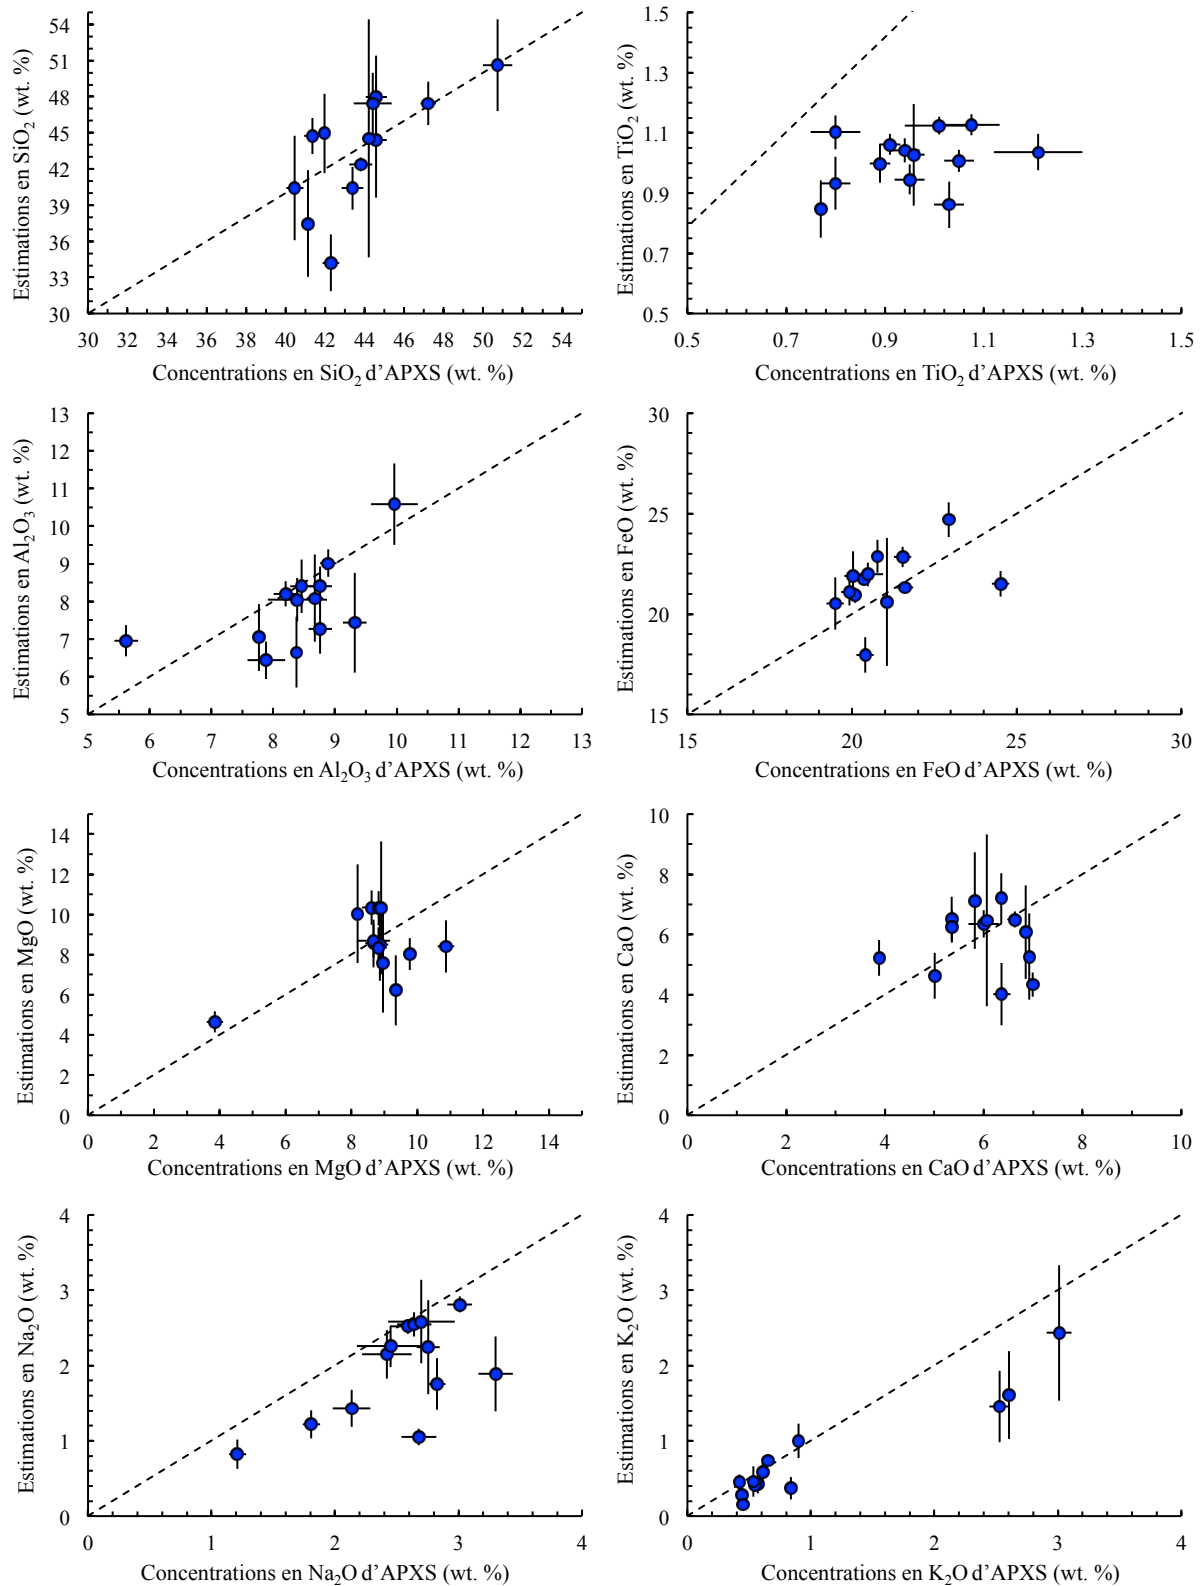 Estimations en SiO₂ (wt. %)
54
51
48
45
42
39
36
33
30
30 32 34 36 38 40 42 44 46 48 50 52 54
Concentrations en SiO₂ d’APXS (wt. %)
Estimations en TiO₂ (wt. %)
1.5
1.3
1.1
0.9
0.7
0.5
0.5 0.7 0.9 1.1 1.3 1.5
Concentrations en TiO₂ d’APXS (wt. %)
Estimations en Al₂O₃ (wt. %)
13
12
11
10
9
8
7
6
5
5 6 7 8 9 10 11 12 13
Concentrations en Al₂O₃ d’APXS (wt. %)
Estimations en FeO (wt. %)
30
25
20
15
15 20 25 30
Concentrations en FeO d’APXS (wt. %)
Estimations en MgO (wt. %)
14
12
10
8
6
4
2
0
0 2 4 6 8 10 12 14
Concentrations en MgO d’APXS (wt. %)
Estimations en CaO (wt. %)
10
8
6
4
2
0
0 2 4 6 8 10
Concentrations en CaO d’APXS (wt. %)
Estimations en Na₂O (wt. %)
4
3
2
1
0
0 1 2 3 4
Concentrations en Na₂O d’APXS (wt. %)
Estimations en K₂O (wt. %)
4
3
2
1
0
0 1 2 3 4
Concentrations en K₂O d’APXS (wt. %)